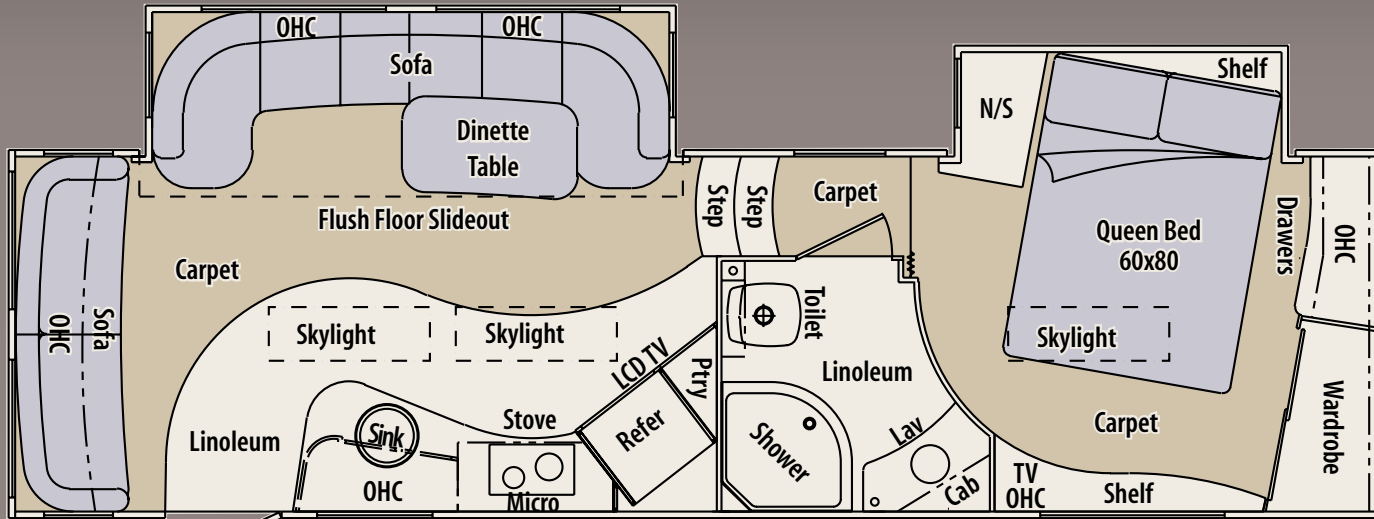 OHC
OHC
Sofa
Dinette
Table
Flush Floor Slideout
Carpet
Sofa
OHC
Skylight
Skylight
Linoleum
Sink
OHC
Stove
Micro
LCD TV
Refer
Ptry
Step
Step
Carpet
Toilet
Linoleum
Shower
Lav
Cab
N/S
Shelf
Queen Bed
60x80
Drawers
OHC
Skylight
Carpet
Wardrobe
TV
OHC
Shelf